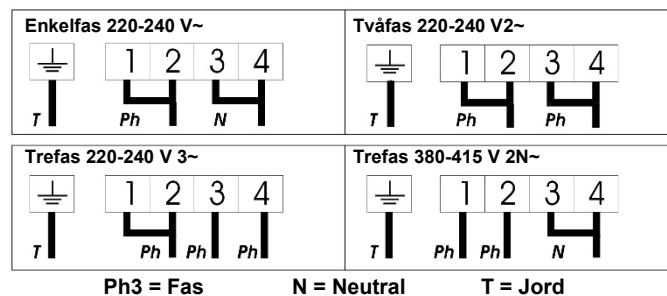 Enkelfas 220-240 V~
1 2 3 4
T Ph N
Tvåfas 220-240 V2~
1 2 3 4
T Ph Ph
Trefas 220-240 V 3~
1 2 3 4
T Ph Ph Ph
Trefas 380-415 V 2N~
1 2 3 4
T Ph Ph N
Ph3 = Fas N = Neutral T = Jord